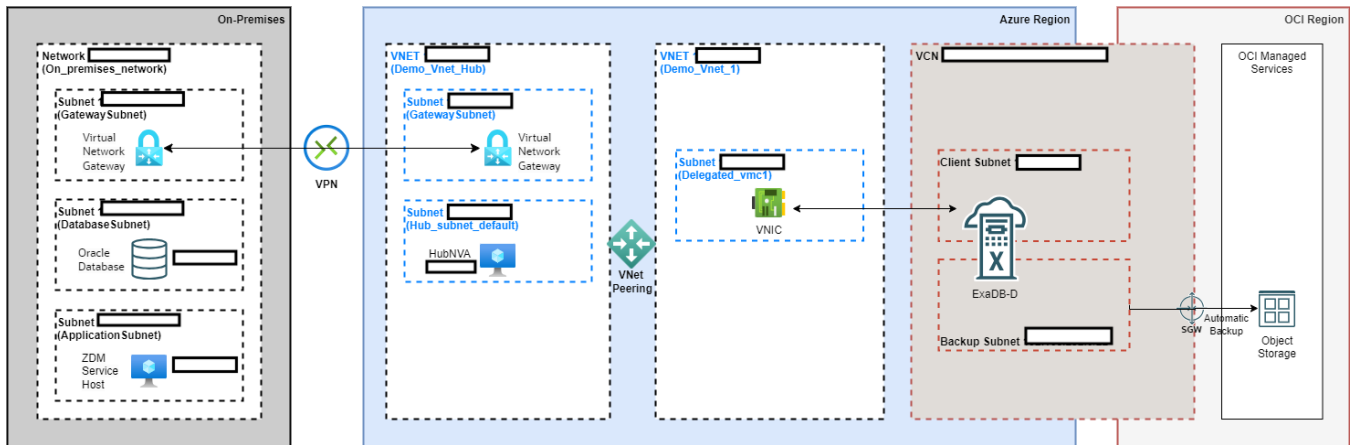 On-Premises
Network
(On_premises_network)
Subnet
(GatewaySubnet)
Virtual
Network
Gateway
Subnet
(DatabaseSubnet)
Oracle
Database
Subnet
(ApplicationSubnet)
ZDM
Service
Host
VPN
Azure Region
VNET
(Demo_Vnet_Hub)
Subnet
(GatewaySubnet)
Virtual
Network
Gateway
Subnet
(Hub_subnet_default)
HubNVA
VNet
Peering
VNET
(Demo_Vnet_1)
Subnet
(Delegated_vmc1)
VNIC
VCN
Client Subnet
X
ExaDB-D
Backup Subnet
OCI Region
OCI Managed
Services
SGW
Automatic
Backup
Object
Storage